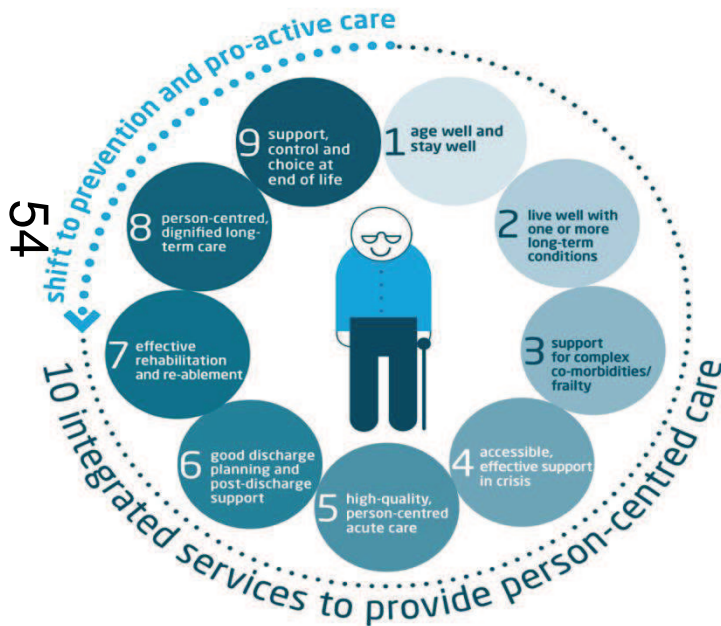 shift to prevention and pro-active care
54
1 age well and
stay well
2 live well with
one or more
long-term
conditions
3 support
for complex
co-morbidities/
frailty
4 accessible,
effective support
in crisis
5 high-quality,
person-centred
acute care
6 good discharge
planning and
post-discharge
support
7 effective
rehabilitation
and re-ablement
8 person-centred,
dignified long-
term care
9 support,
control and
choice at
end of life
10 integrated services to provide person-centred care